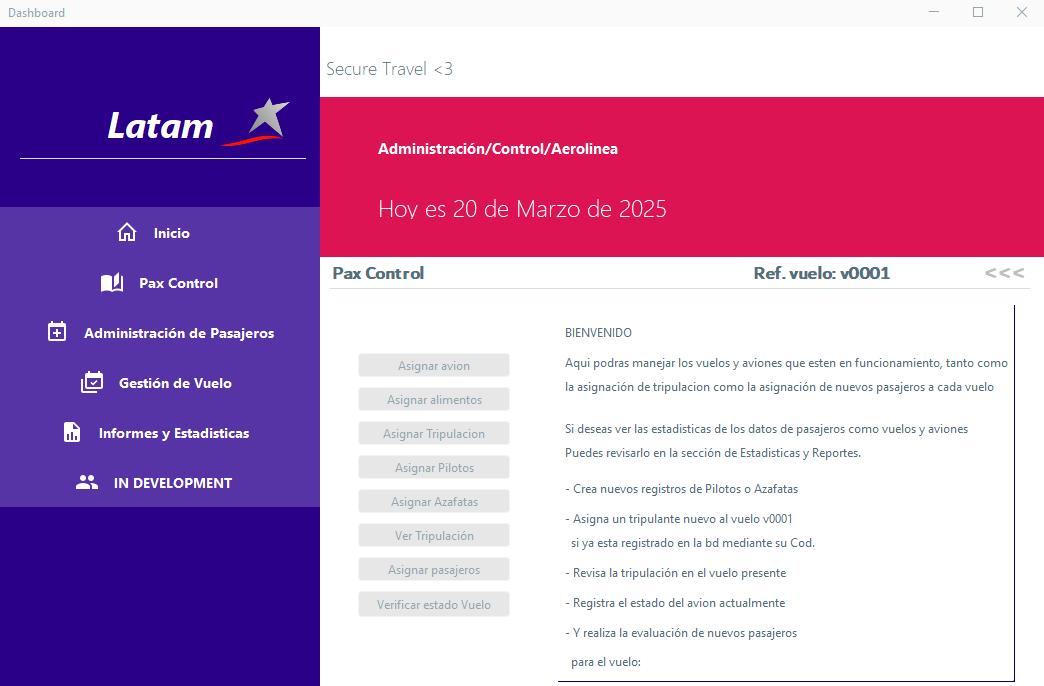 Dashboard
Latam
Inicio
Pax Control
Administración de Pasajeros
Gestión de Vuelo
Informes y Estadisticas
IN DEVELOPMENT
Secure Travel <3
Administración/Control/Aerolinea
Hoy es 20 de Marzo de 2025
Pax Control
Ref. vuelo: v0001
<<<
Asignar avion
Asignar alimentos
Asignar Tripulacion
Asignar Pilotos
Asignar Azafatas
Ver Tripulación
Asignar pasajeros
Verificar estado Vuelo
BIENVENIDO
Aqui podras manejar los vuelos y aviones que esten en funcionamiento, tanto como
la asignación de tripulacion como la asignación de nuevos pasajeros a cada vuelo
Si deseas ver las estadisticas de los datos de pasajeros como vuelos y aviones
Puedes revisarlo en la sección de Estadisticas y Reportes.
- Crea nuevos registros de Pilotos o Azafatas
- Asigna un tripulante nuevo al vuelo v0001
si ya esta registrado en la bd mediante su Cod.
- Revisa la tripulación en el vuelo presente
- Registra el estado del avion actualmente
- Y realiza la evaluación de nuevos pasajeros
para el vuelo: